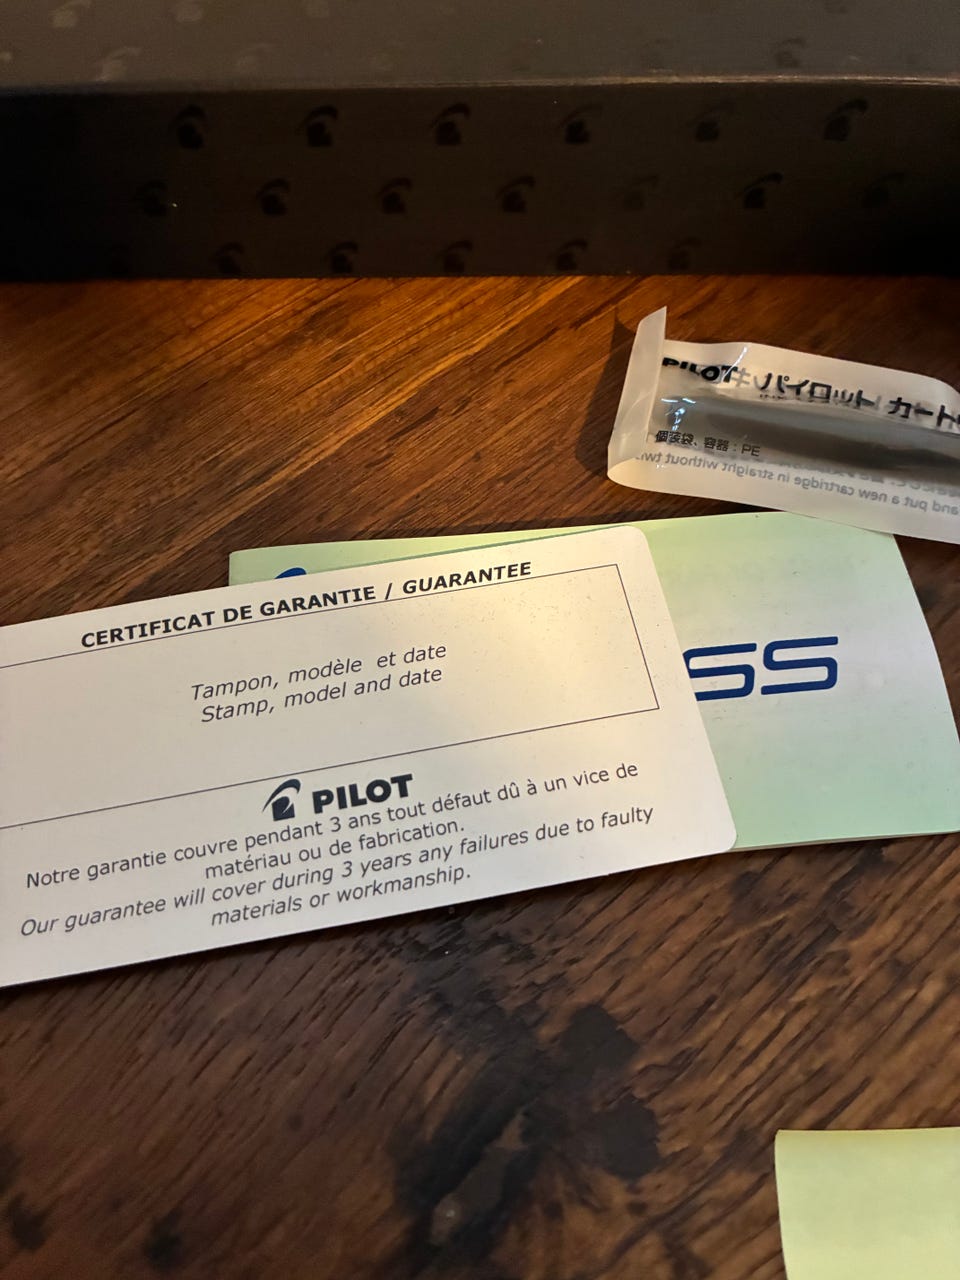 PILOT パイロット カート
個装袋、容器：PE
and put a new cartridge in straight without tw
SS
CERTIFICAT DE GARANTIE / GUARANTEE
Tampon, modèle et date
Stamp, model and date
PILOT
Notre garantie couvre pendant 3 ans tout défaut dû à un vice de
matériau ou de fabrication.
Our guarantee will cover during 3 years any failures due to faulty
materials or workmanship.